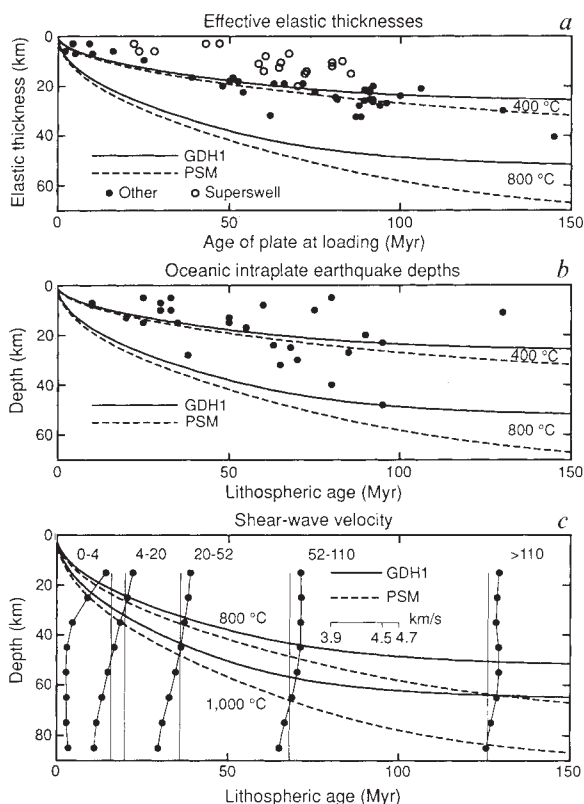 Effective elastic thicknesses
a
0
20
40
60
Elastic thickness (km)
400 °C
800 °C
GDH1
PSM
Other
Superswell
0
50
100
150
Age of plate at loading (Myr)
Oceanic intraplate earthquake depths
b
0
20
40
60
Depth (km)
400 °C
800 °C
GDH1
PSM
0
50
100
150
Lithospheric age (Myr)
Shear-wave velocity
c
0
20
40
60
80
Depth (km)
0-4
4-20
20-52
52-110
>110
GDH1
PSM
km/s
3.9
4.5
4.7
800 °C
1,000 °C
0
50
100
150
Lithospheric age (Myr)